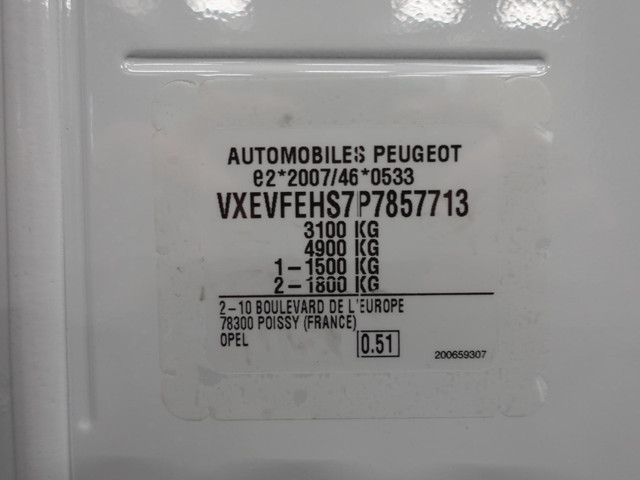 AUTOMOBILES PEUGEOT
e2*2007/46*0533
VXEVFEHS7P7857713
3100 KG
4900 KG
1-1500 KG
2-1800 KG
2-10 BOULEVARD DE L'EUROPE
78300 POISSY (FRANCE)
OPEL 0.51 200659307